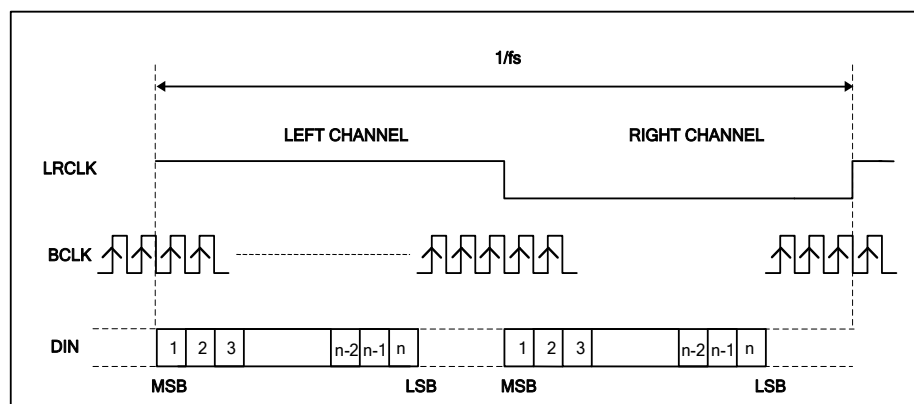 1/fs
LEFT CHANNEL RIGHT CHANNEL
LRCLK
BCLK
DIN 1 2 3 n-2 n-1 n 1 2 3 n-2 n-1 n
MSB LSB MSB LSB